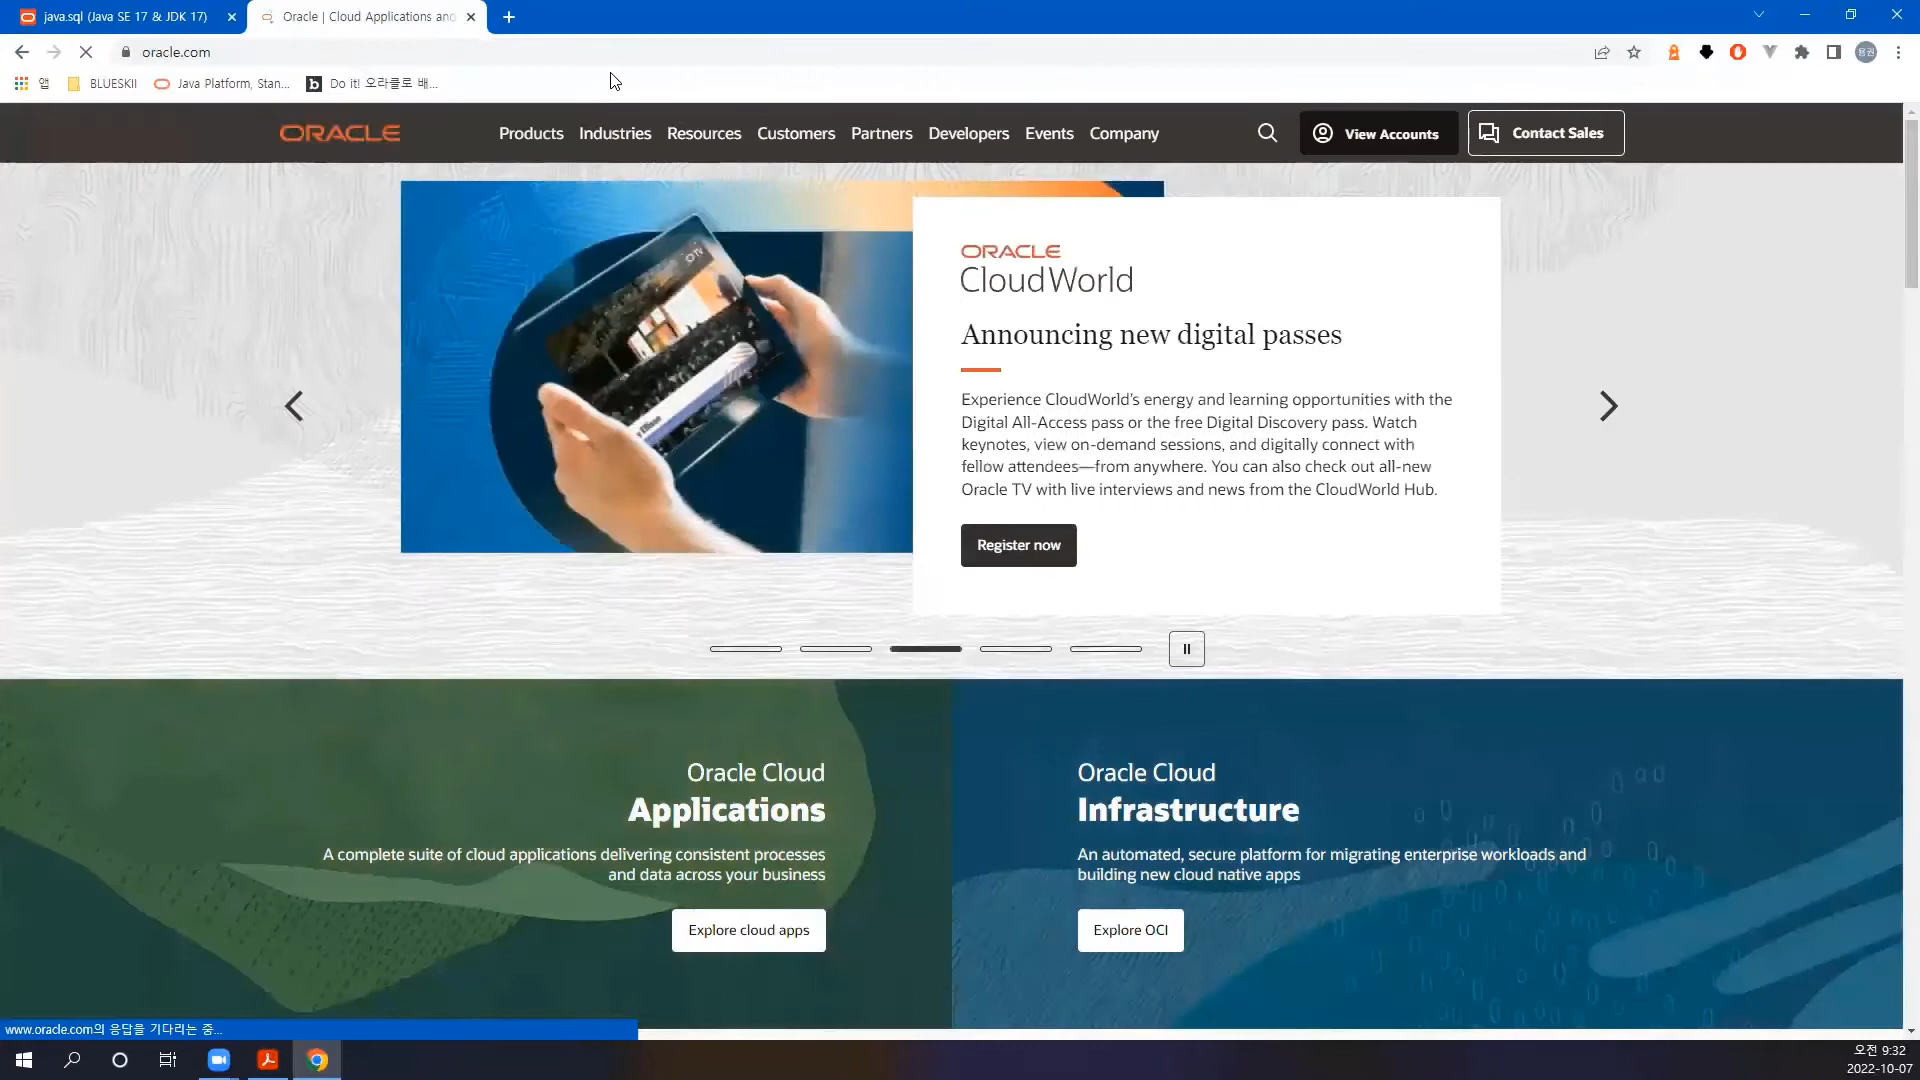 java.sql (Java SE 17 & JDK 17)
Oracle | Cloud Applications and
oracle.com
용권
앱
BLUESKII
Java Platform, Stan...
Do it! 오라클로 배...
ORACLE
Products
Industries
Resources
Customers
Partners
Developers
Events
Company
View Accounts
Contact Sales
ORACLE
CloudWorld
Announcing new digital passes
Experience CloudWorld's energy and learning opportunities with the
Digital All-Access pass or the free Digital Discovery pass. Watch
keynotes, view on-demand sessions, and digitally connect with
fellow attendees—from anywhere. You can also check out all-new
Oracle TV with live interviews and news from the CloudWorld Hub.
Register now
Oracle Cloud
Applications
A complete suite of cloud applications delivering consistent processes
and data across your business
Explore cloud apps
Oracle Cloud
Infrastructure
An automated, secure platform for migrating enterprise workloads and
building new cloud native apps
Explore OCI
www.oracle.com의 응답을 기다리는 중...
오전 9:32
2022-10-07